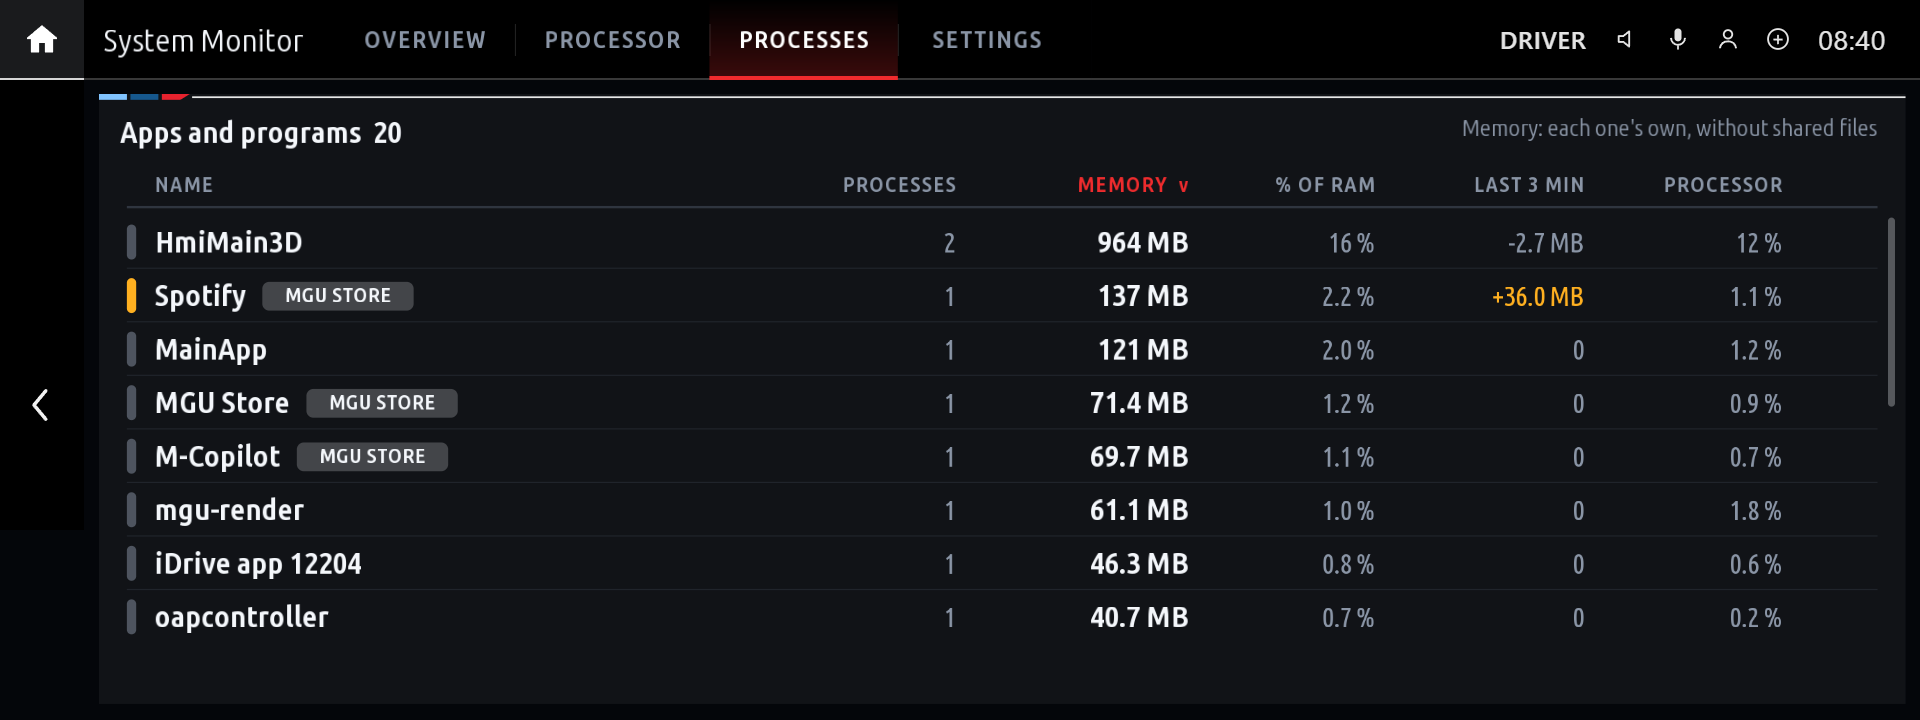 System Monitor OVERVIEW PROCESSOR PROCESSES SETTINGS DRIVER 08:40
Apps and programs 20 Memory: each one's own, without shared files
NAME PROCESSES MEMORY v % OF RAM LAST 3 MIN PROCESSOR
HmiMain3D 2 964 MB 16 % -2.7 MB 12 %
Spotify MGU STORE 1 137 MB 2.2 % +36.0 MB 1.1 %
MainApp 1 121 MB 2.0 % 0 1.2 %
MGU Store MGU STORE 1 71.4 MB 1.2 % 0 0.9 %
M-Copilot MGU STORE 1 69.7 MB 1.1 % 0 0.7 %
mgu-render 1 61.1 MB 1.0 % 0 1.8 %
iDrive app 12204 1 46.3 MB 0.8 % 0 0.6 %
oapcontroller 1 40.7 MB 0.7 % 0 0.2 %